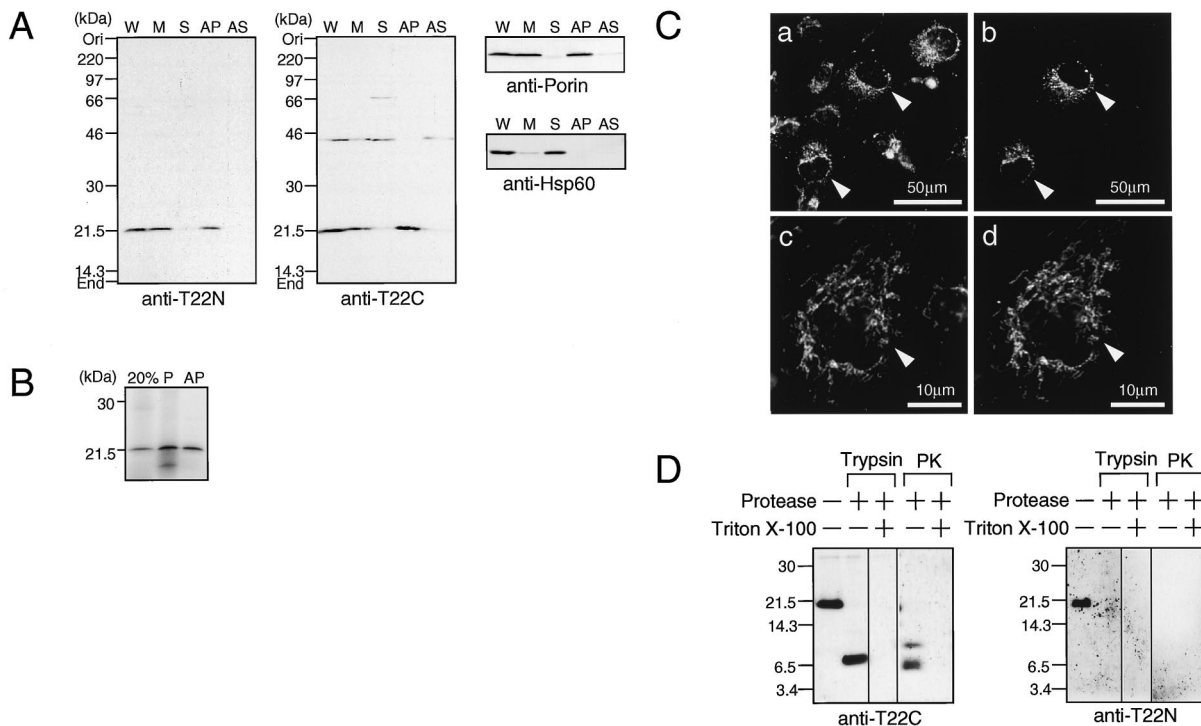 A
(kDa) W M S AP AS
Ori
220
97
66
46
30
21.5
14.3
End
anti-T22N
(kDa) W M S AP AS
Ori
220
97
66
46
30
21.5
14.3
End
anti-T22C
W M S AP AS
anti-Porin
W M S AP AS
anti-Hsp60
B
(kDa) 20% P AP
30
21.5
C
a
50μm
b
50μm
c
10μm
d
10μm
D
Trypsin PK
Protease — + + + +
Triton X-100 — — + — +
30
21.5
14.3
6.5
3.4
anti-T22C
Trypsin PK
Protease — + + + +
Triton X-100 — — + — +
30
21.5
14.3
6.5
3.4
anti-T22N